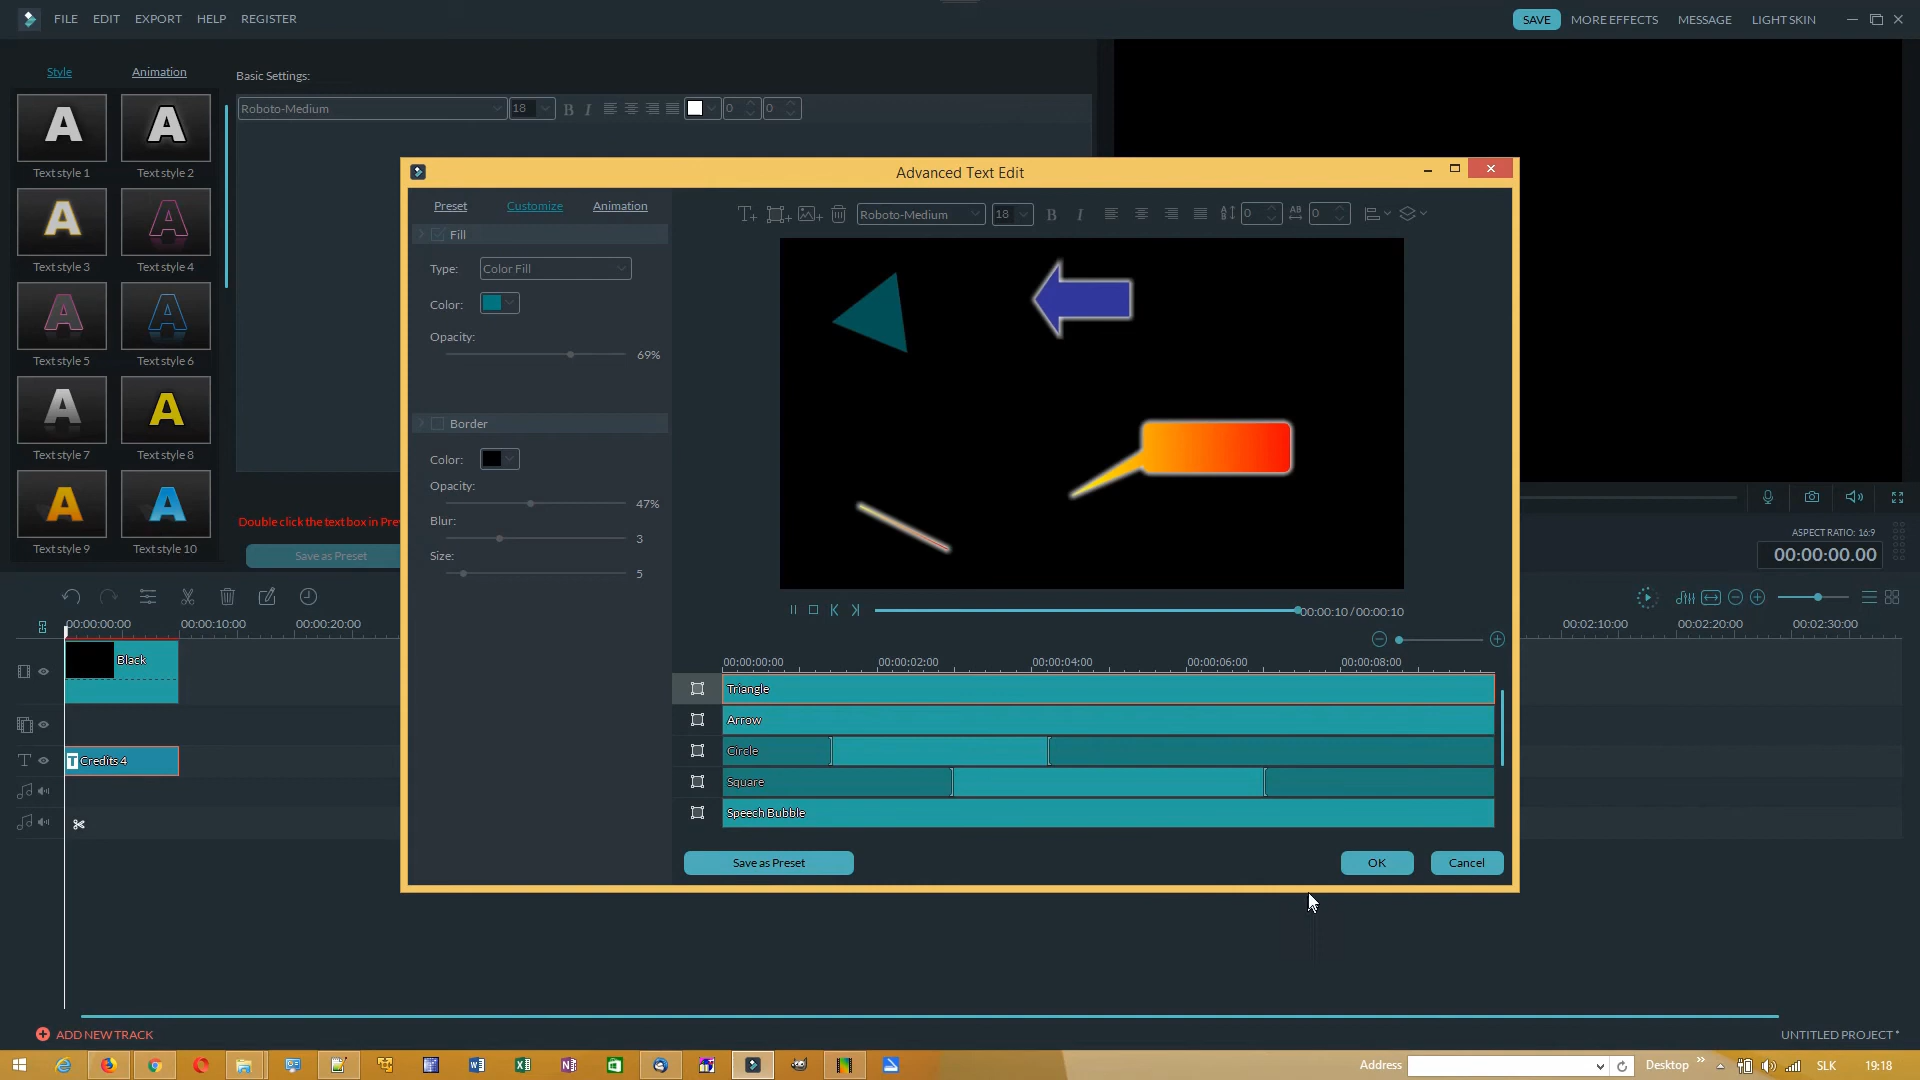 FILE EDIT EXPORT HELP REGISTER
SAVE MORE EFFECTS MESSAGE LIGHT SKIN
Style Animation
Basic Settings:
Roboto-Medium 18 B I 0 0
A A
Text style 1 Text style 2
A A
Text style 3 Text style 4
A A
Text style 5 Text style 6
A A
Text style 7 Text style 8
A A
Text style 9 Text style 10
Double click the text box in Pre
Save as Preset
Advanced Text Edit
Preset Customize Animation
T+ Roboto-Medium 18 B I AB 0 0
Fill
Type: Color Fill
Color:
Opacity:
69%
Border
Color:
Opacity:
47%
Blur:
3
Size:
5
00:00:10 / 00:00:10
00:00:00:00 00:00:02:00 00:00:04:00 00:00:06:00 00:00:08:00
Triangle
Arrow
Circle
Square
Speech Bubble
Save as Preset OK Cancel
ASPECT RATIO: 16:9
00:00:00.00
00:00:00:00 00:00:10:00 00:00:20:00
00:02:10:00 00:02:20:00 00:02:30:00
Black
T T Credits 4
ADD NEW TRACK
UNTITLED PROJECT *
Address Desktop » SLK 19:18